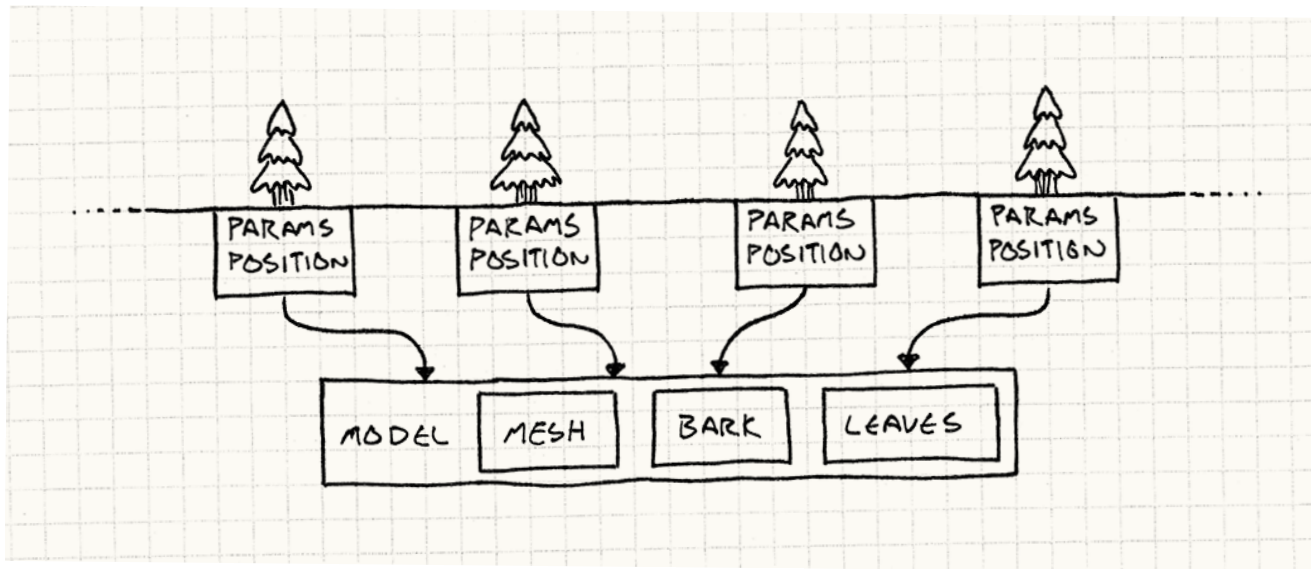 PARAMS
POSITION
PARAMS
POSITION
PARAMS
POSITION
PARAMS
POSITION
MODEL
MESH
BARK
LEAVES